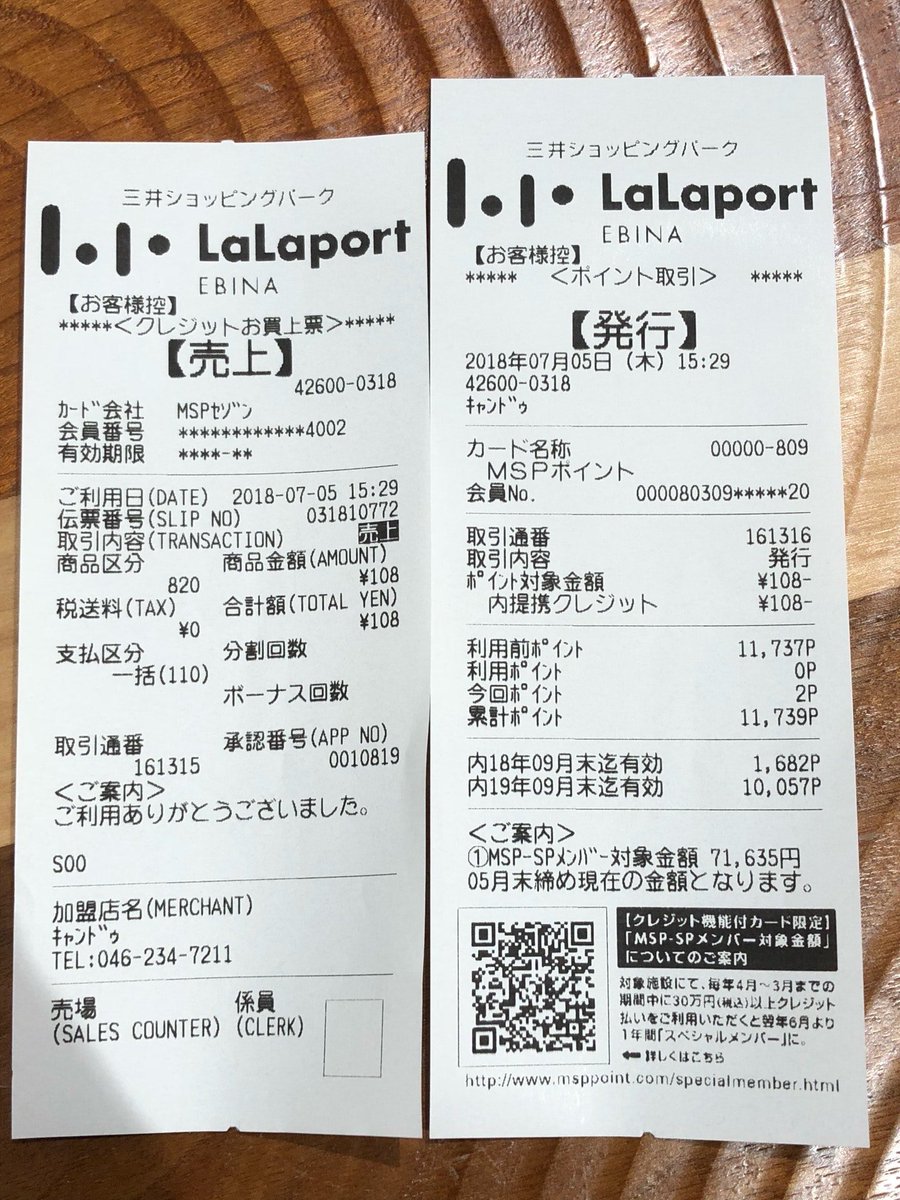 三井ショッピングパーク
LaLaport
EBINA
【お客様控】
*****<クレジットお買上票>*****
【売上】
42600-0318
ｶｰﾄﾞ会社 MSPｾｿﾞﾝ
会員番号 ************4002
有効期限 ****-**
ご利用日(DATE) 2018-07-05 15:29
伝票番号(SLIP NO) 031810772
取引内容(TRANSACTION) 売上
商品区分 商品金額(AMOUNT)
820 ¥108
税送料(TAX) 合計額(TOTAL YEN)
¥0 ¥108
支払区分 分割回数
一括(110)
ボーナス回数
取引通番 承認番号(APP NO)
161315 0010819
<ご案内>
ご利用ありがとうございました。
S00
加盟店名(MERCHANT)
ｷｬﾝﾄﾞｩ
TEL:046-234-7211
売場 係員
(SALES COUNTER) (CLERK)
三井ショッピングパーク
LaLaport
EBINA
【お客様控】
***** <ポイント取引> *****
【発行】
2018年07月05日 (木) 15:29
42600-0318
ｷｬﾝﾄﾞｩ
カード名称 00000-809
MSPポイント
会員No. 000080309*****20
取引通番 161316
取引内容 発行
ﾎﾟｲﾝﾄ対象金額 ¥108-
内提携クレジット ¥108-
利用前ﾎﾟｲﾝﾄ 11,737P
利用ﾎﾟｲﾝﾄ 0P
今回ﾎﾟｲﾝﾄ 2P
累計ﾎﾟｲﾝﾄ 11,739P
内18年09月末迄有効 1,682P
内19年09月末迄有効 10,057P
<ご案内>
①MSP-SPﾒﾝﾊﾞｰ対象金額 71,635円
05月末締め現在の金額となります。
【クレジット機能付カード限定】
「MSP-SPメンバー対象金額」
についてのご案内
対象施設にて、毎年4月～3月までの
期間中に30万円(税込)以上クレジット
払いをご利用いただくと翌年6月より
1年間「スペシャルメンバー」に。
← 詳しくはこちら
http://www.msppoint.com/specialmember.html